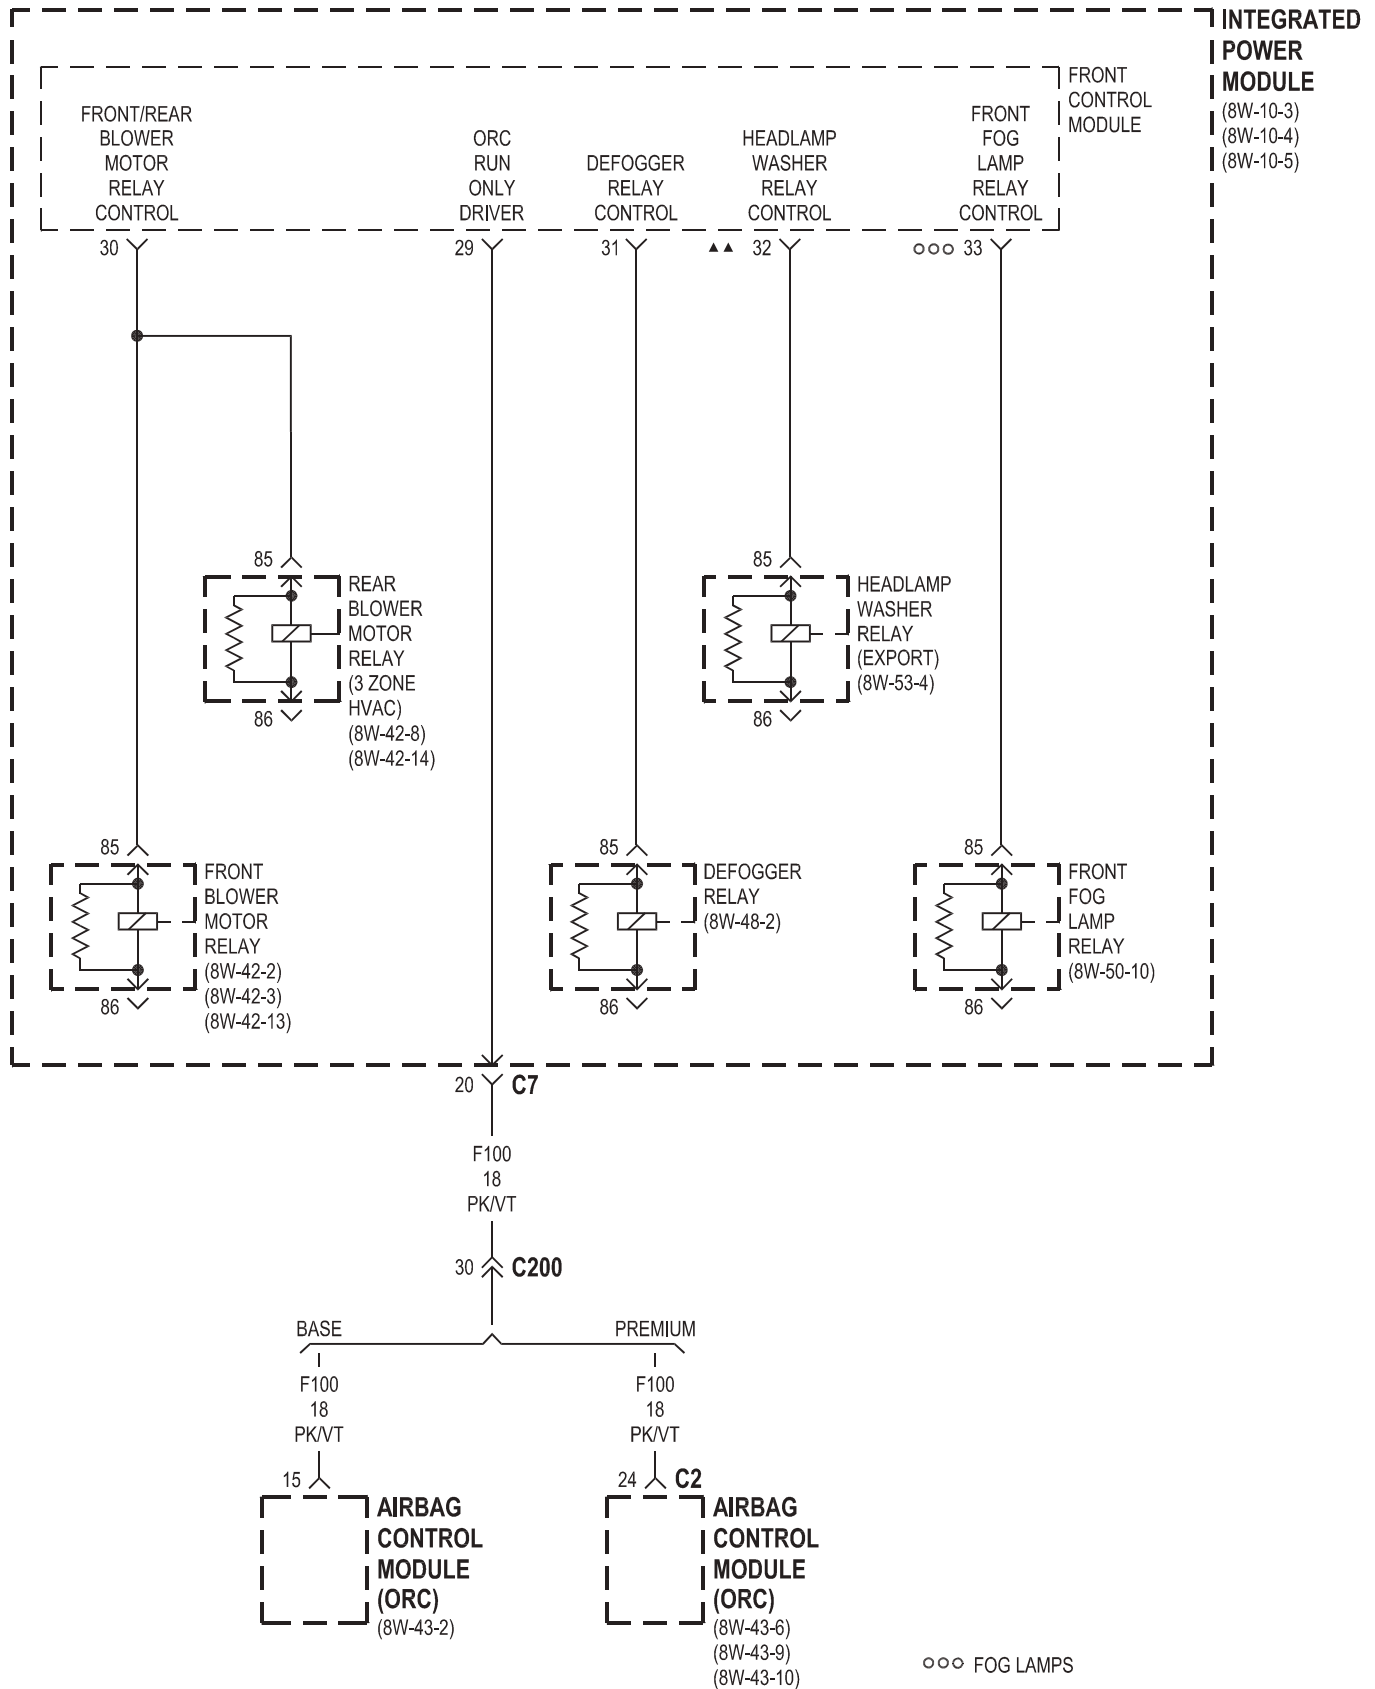 INTEGRATED
POWER
MODULE
(8W-10-3)
(8W-10-4)
(8W-10-5)
FRONT
CONTROL
MODULE
FRONT/REAR
BLOWER
MOTOR
RELAY
CONTROL
ORC
RUN
ONLY
DRIVER
DEFOGGER
RELAY
CONTROL
HEADLAMP
WASHER
RELAY
CONTROL
FRONT
FOG
LAMP
RELAY
CONTROL
30
29
31
▲▲ 32
○○○ 33
85
REAR
BLOWER
MOTOR
RELAY
(3 ZONE
HVAC)
(8W-42-8)
(8W-42-14)
86
85
HEADLAMP
WASHER
RELAY
(EXPORT)
(8W-53-4)
86
85
FRONT
BLOWER
MOTOR
RELAY
(8W-42-2)
(8W-42-3)
(8W-42-13)
86
85
DEFOGGER
RELAY
(8W-48-2)
86
85
FRONT
FOG
LAMP
RELAY
(8W-50-10)
86
20 C7
F100
18
PK/VT
30 C200
BASE
PREMIUM
F100
18
PK/VT
F100
18
PK/VT
15
24 C2
AIRBAG
CONTROL
MODULE
(ORC)
(8W-43-2)
AIRBAG
CONTROL
MODULE
(ORC)
(8W-43-6)
(8W-43-9)
(8W-43-10)
○○○ FOG LAMPS